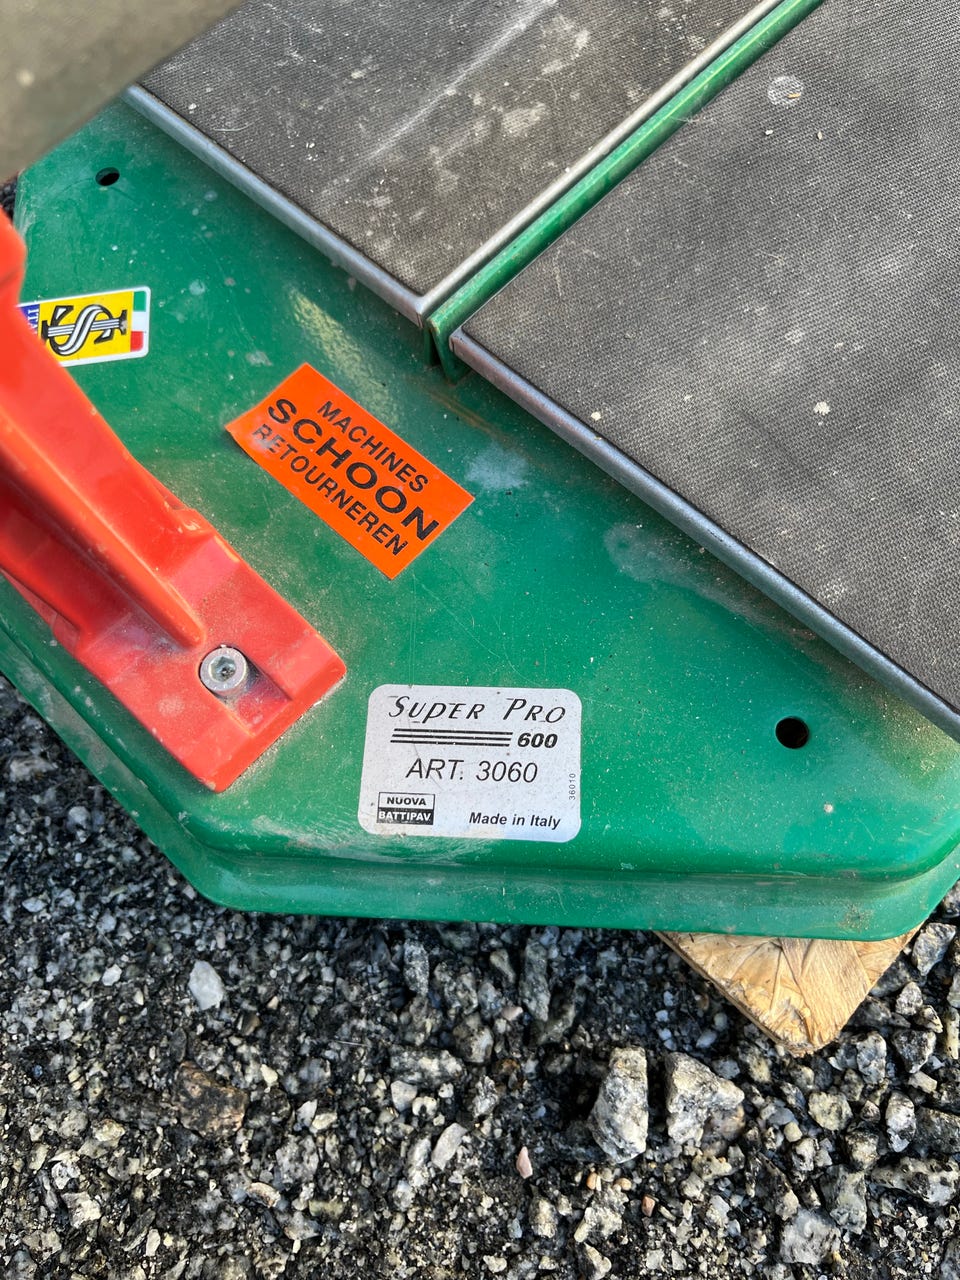 MACHINES
SCHOON
RETOURNEREN
SUPER PRO
600
ART. 3060
36010
NUOVA
BATTIPAV
Made in Italy